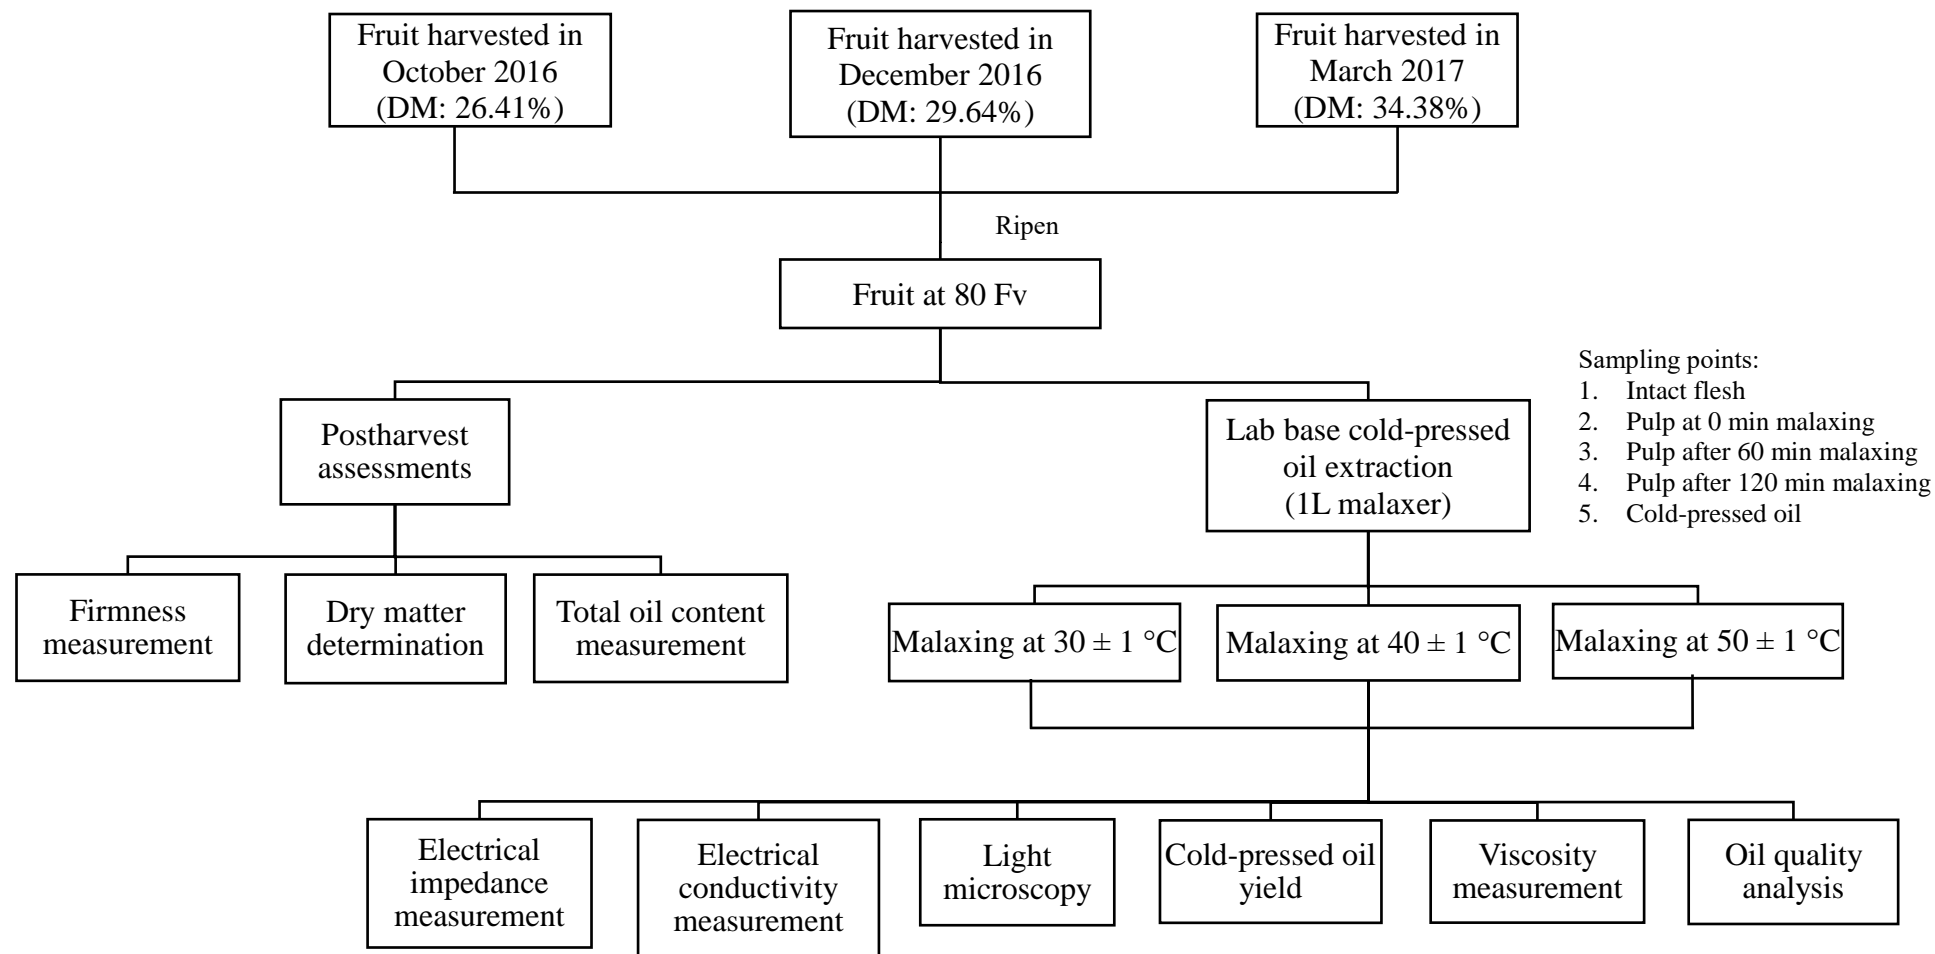 Fruit harvested in
October 2016
(DM: 26.41%)
Fruit harvested in
December 2016
(DM: 29.64%)
Fruit harvested in
March 2017
(DM: 34.38%)
Ripen
Fruit at 80 Fv
Sampling points:
1. Intact flesh
2. Pulp at 0 min malaxing
3. Pulp after 60 min malaxing
4. Pulp after 120 min malaxing
5. Cold-pressed oil
Postharvest
assessments
Lab base cold-pressed
oil extraction
(1L malaxer)
Firmness
measurement
Dry matter
determination
Total oil content
measurement
Malaxing at 30 ± 1 °C
Malaxing at 40 ± 1 °C
Malaxing at 50 ± 1 °C
Electrical
impedance
measurement
Electrical
conductivity
measurement
Light
microscopy
Cold-pressed oil
yield
Viscosity
measurement
Oil quality
analysis